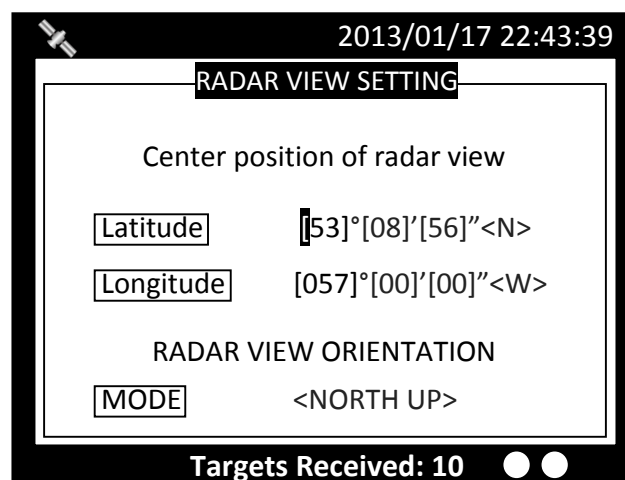 2013/01/17 22:43:39
RADAR VIEW SETTING
Center position of radar view
Latitude [53]°[08]’[56]”<N>
Longitude [057]°[00]’[00]”<W>
RADAR VIEW ORIENTATION
MODE <NORTH UP>
Targets Received: 10